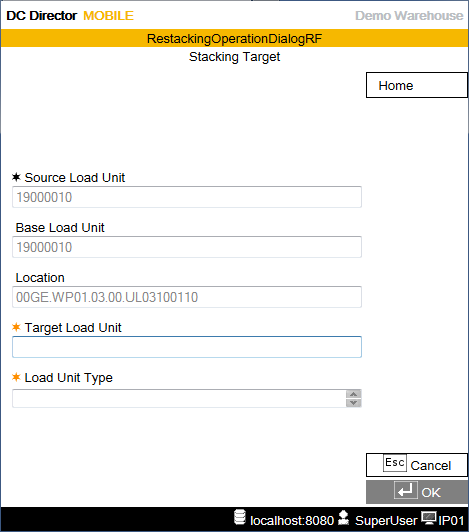 DC Director MOBILE Demo Warehouse
RestackingOperationDialogRF
Stacking Target
Home
Source Load Unit
19000010
Base Load Unit
19000010
Location
00GE.WP01.03.00.UL03100110
Target Load Unit
Load Unit Type
Esc Cancel
OK
localhost:8080 SuperUser IP01